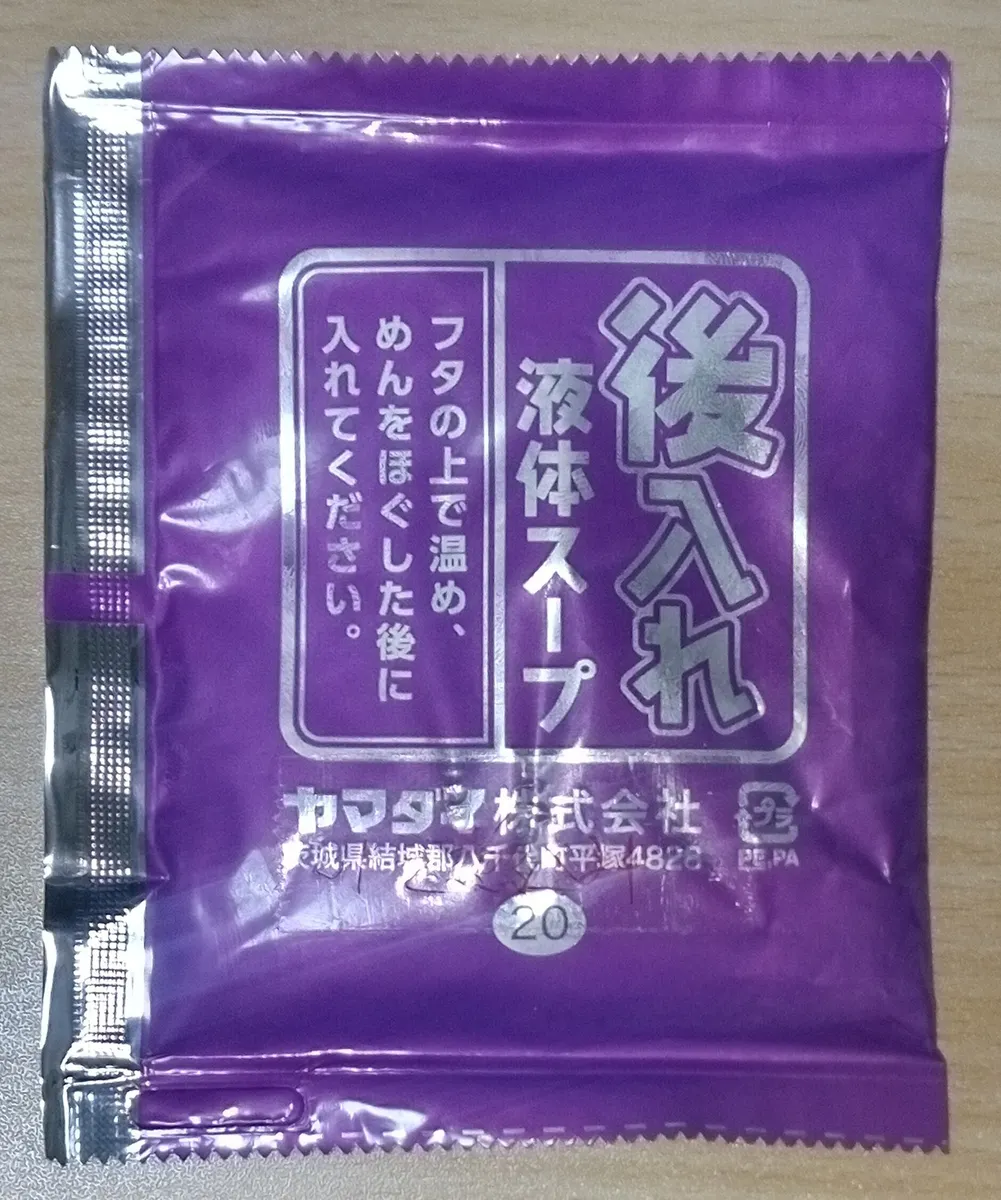 後入れ
液体スープ
フタの上で温め、
めんをほぐした後に
入れてください。
ヤマダイ株式会社
茨城県結城郡八千代町平塚4828
プラ
PE,PA
20